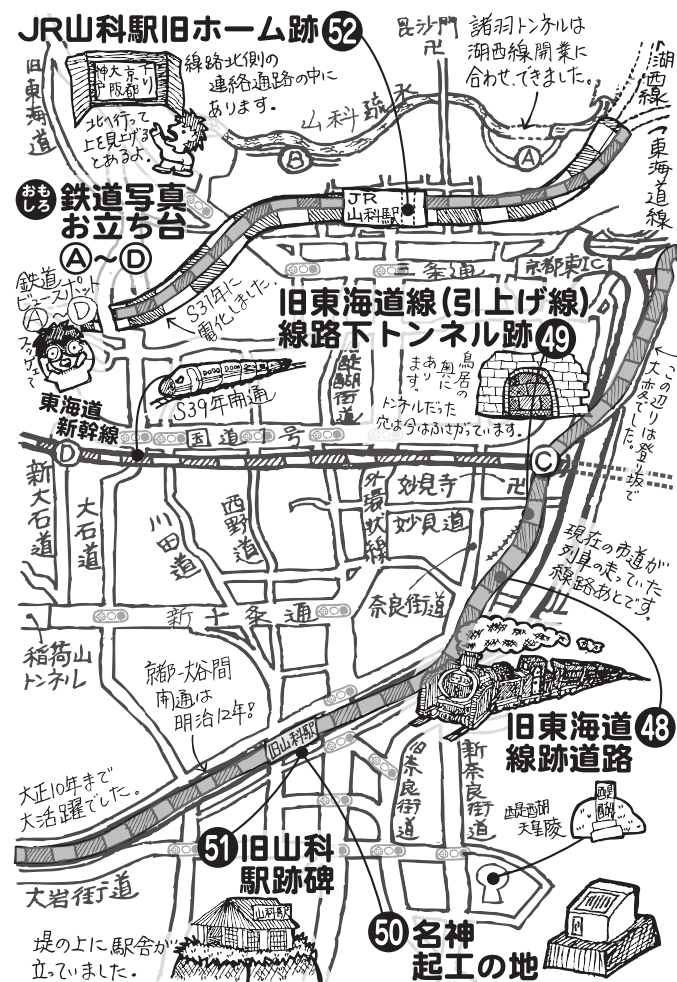 JR山科駅旧ホーム跡 52
毘沙門
卍
諸羽トンネルは
湖西線開業に
合わせ、できました。
湖西線
東海道線
旧東海道
下り
京都
大阪
神戸
線路北側の
連絡通路の中に
あります。
北へ行って
上を見上げる
とあるよ。
山科疏水
B
A
おもしろ
鉄道写真
お立ち台
A〜D
JR
山科駅
三条通
京都東IC
鉄道
ビュースポット
A〜D
S31年に
電化しました。
旧東海道線(引上げ線)
線路下トンネル跡 49
鳥居の
奥に
あり
ます。
トンネルだった
穴は今はふさがっています。
醍醐街道
この辺りは登り坂で
大変でした。
S39年開通
東海道
新幹線
国道1号
D
C
新大石道
大石道
川田道
西野道
外環状線
妙見寺
卍
妙見道
現在の市道が
列車の走っていた
線路あとです。
奈良街道
新十条通
稲荷山
トンネル
京都-大谷間
開通は
明治12年!
旧山科駅
旧東海道
線跡道路 48
大正10年まで
大活躍でした。
旧奈良街道
新奈良街道
醍醐
醍醐
天皇陵
51 旧山科
駅跡碑
大岩街道
山科駅
50 名神
起工の地
堤の上に駅舎が
立っていました。